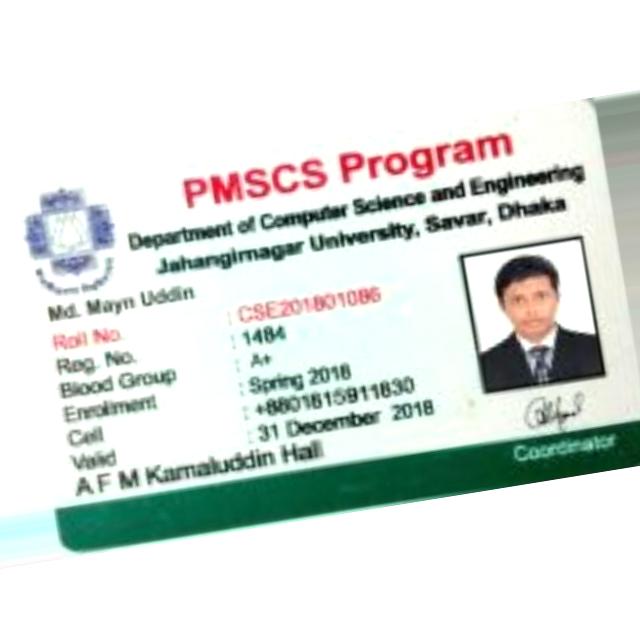 PMSCS Program
Department of Computer Science and Engineering
Jahangirnagar University, Savar, Dhaka
Md. Mayn Uddin
Roll No. : CSE201801086
Reg. No. : 1484
Blood Group : A+
Enrollment : Spring 2018
Cell : +8801815911830
Valid : 31 December 2018
A F M Kamaluddin Hall
Coordinator